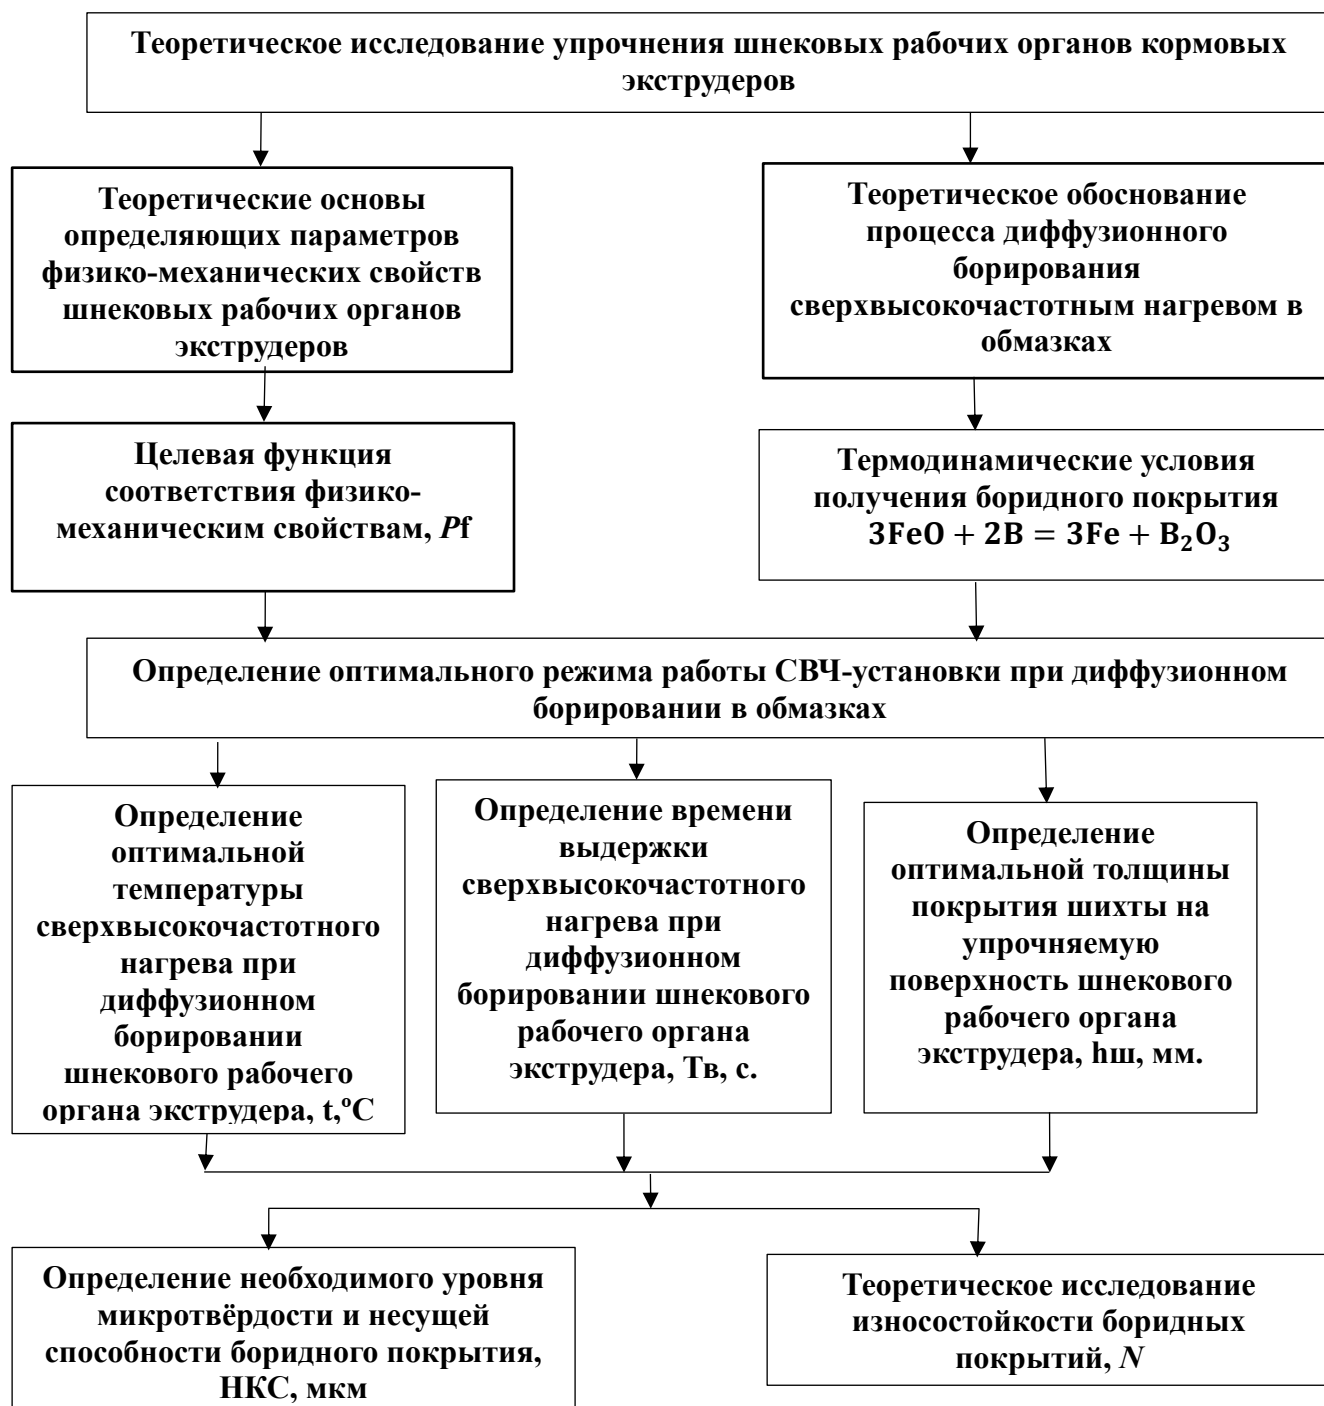 Теоретическое исследование упрочнения шнековых рабочих органов кормовых
экструдеров
Теоретические основы
определяющих параметров
физико-механических свойств
шнековых рабочих органов
экструдеров
Теоретическое обоснование
процесса диффузионного
борирования
сверхвысокочастотным нагревом в
обмазках
Целевая функция
соответствия физико-
механическим свойствам, Pf
Термодинамические условия
получения боридного покрытия
3FeO + 2B = 3Fe + B₂O₃
Определение оптимального режима работы СВЧ-установки при диффузионном
борировании в обмазках
Определение
оптимальной
температуры
сверхвысокочастотного
нагрева при
диффузионном
борировании
шнекового рабочего
органа экструдера, t,ºС
Определение времени
выдержки
сверхвысокочастотного
нагрева при
диффузионном
борировании шнекового
рабочего органа
экструдера, Тв, с.
Определение
оптимальной толщины
покрытия шихты на
упрочняемую
поверхность шнекового
рабочего органа
экструдера, hш, мм.
Определение необходимого уровня
микротвёрдости и несущей
способности боридного покрытия,
НКС, мкм
Теоретическое исследование
износостойкости боридных
покрытий, N